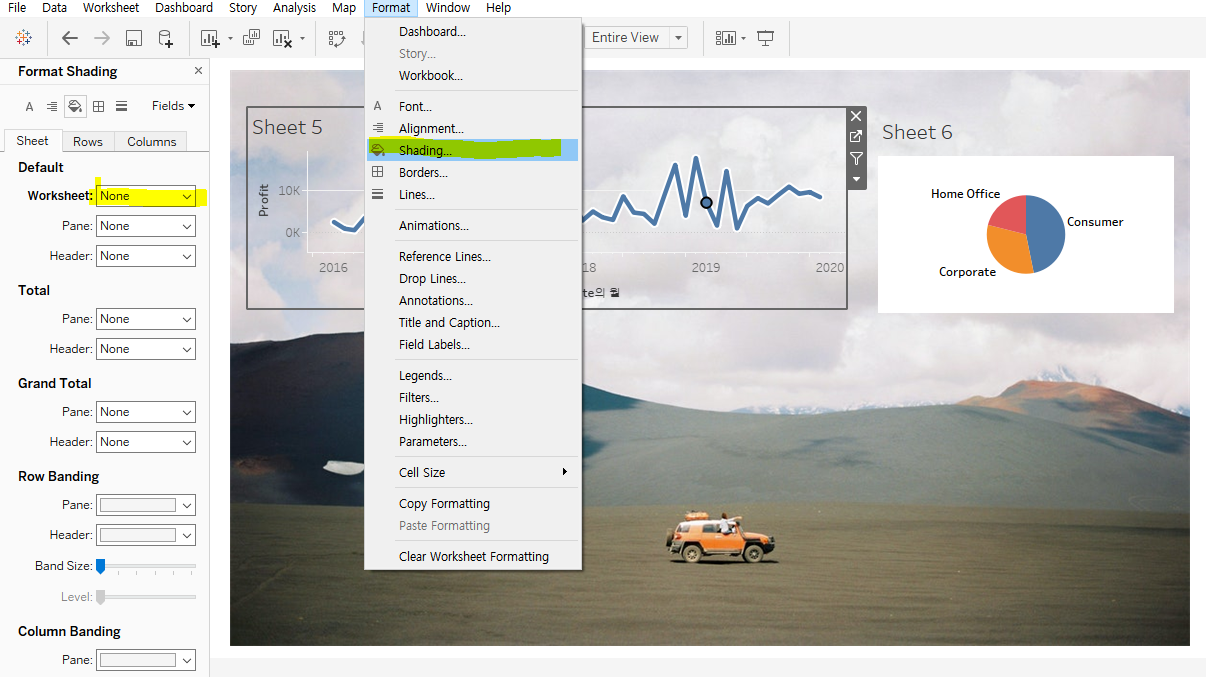 File Data Worksheet Dashboard Story Analysis Map Format Window Help
Entire View
Format Shading
A Fields
Sheet Rows Columns
Default
Worksheet: None
Pane: None
Header: None
Total
Pane: None
Header: None
Grand Total
Pane: None
Header: None
Row Banding
Pane:
Header:
Band Size:
Level:
Column Banding
Pane:
Dashboard...
Story...
Workbook...
A Font...
Alignment...
Shading...
Borders...
Lines...
Animations...
Reference Lines...
Drop Lines...
Annotations...
Title and Caption...
Field Labels...
Legends...
Filters...
Highlighters...
Parameters...
Cell Size
Copy Formatting
Paste Formatting
Clear Worksheet Formatting
Sheet 5
Profit
10K
0K
2016 18 2019 2020
te의 월
Sheet 6
Home Office
Consumer
Corporate